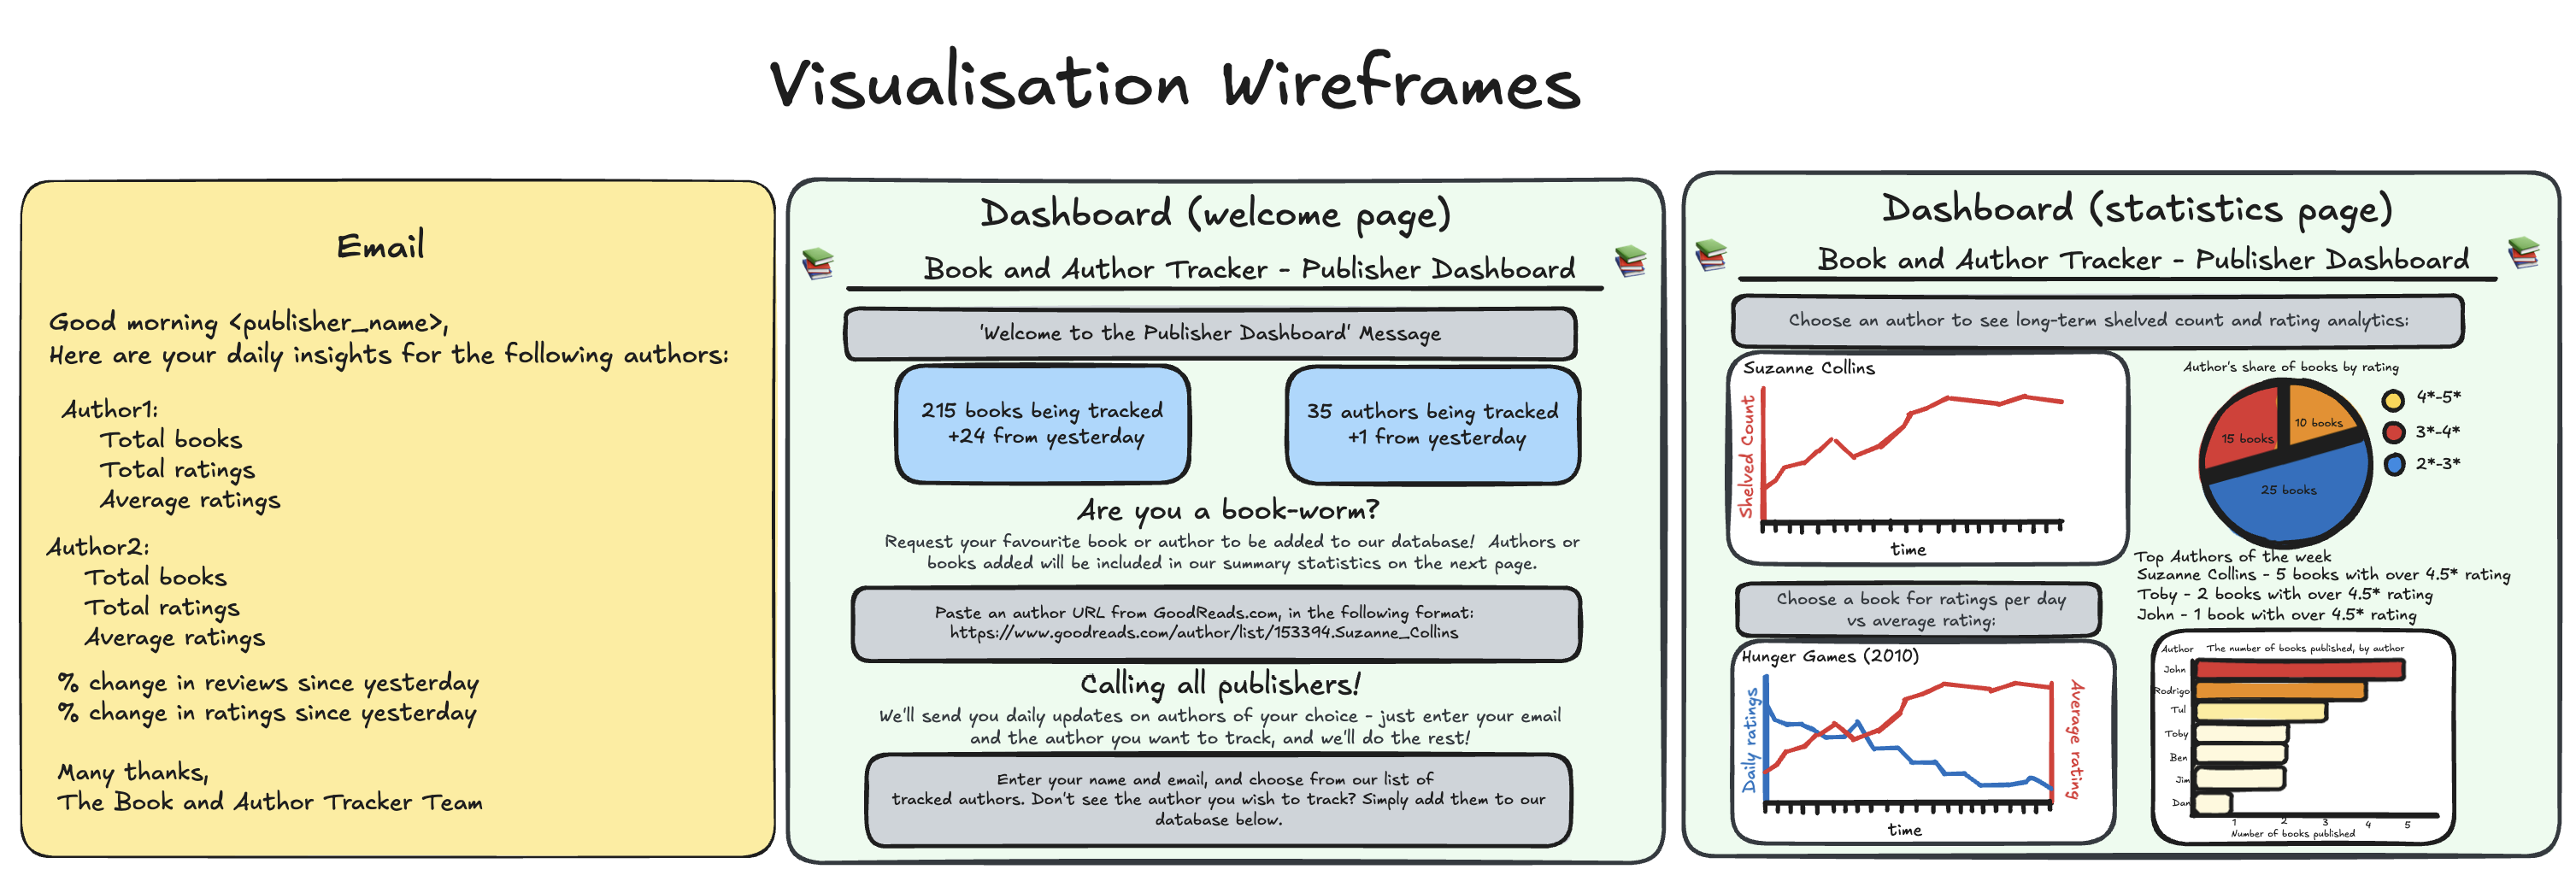 Visualisation Wireframes
Email
Good morning <publisher_name>,
Here are your daily insights for the following authors:
Author1:
Total books
Total ratings
Average ratings
Author2:
Total books
Total ratings
Average ratings
% change in reviews since yesterday
% change in ratings since yesterday
Many thanks,
The Book and Author Tracker Team
Dashboard (welcome page)
Book and Author Tracker - Publisher Dashboard
'Welcome to the Publisher Dashboard' Message
215 books being tracked
+24 from yesterday
35 authors being tracked
+1 from yesterday
Are you a book-worm?
Request your favourite book or author to be added to our database! Authors or
books added will be included in our summary statistics on the next page.
Paste an author URL from GoodReads.com, in the following format:
https://www.goodreads.com/author/list/153394.Suzanne_Collins
Calling all publishers!
We'll send you daily updates on authors of your choice - just enter your email
and the author you want to track, and we'll do the rest!
Enter your name and email, and choose from our list of
tracked authors. Don't see the author you wish to track? Simply add them to our
database below.
Dashboard (statistics page)
Book and Author Tracker - Publisher Dashboard
Choose an author to see long-term shelved count and rating analytics:
Suzanne Collins
Shelved Count
time
Author's share of books by rating
15 books
10 books
25 books
4*-5*
3*-4*
2*-3*
Top Authors of the week
Suzanne Collins - 5 books with over 4.5* rating
Toby - 2 books with over 4.5* rating
John - 1 book with over 4.5* rating
Choose a book for ratings per day
vs average rating:
Hunger Games (2010)
Daily ratings
Average rating
time
Author
The number of books published, by author
John
Rodrigo
Tul
Toby
Ben
Jim
Dan
1 2 3 4 5
Number of books published